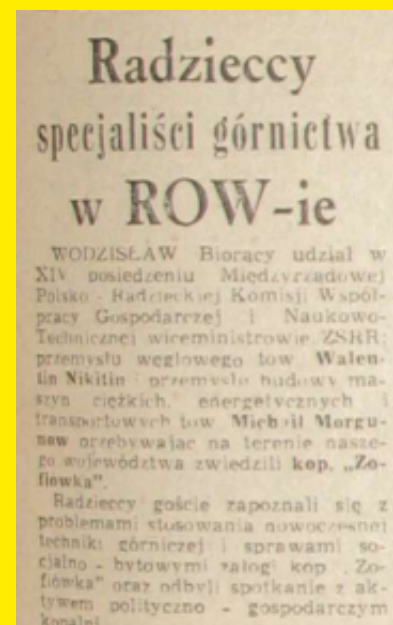 Radzieccy
specjaliści górnictwa
w ROW-ie
WODZISŁAW Biorący udział w
XIV posiedzeniu Międzyrządowej
Polsko - Radzieckiej Komisji Współ-
pracy Gospodarczej i Naukowo-
Technicznej wiceministrowie ZSRR:
przemysłu węglowego tow Walen-
tin Nikitin i przemysłu budowy ma-
szyn ciężkich, energetycznych i
transportowych tow Michaił Morgu-
now przebywając na terenie nasze-
go województwa zwiedzili kop. „Zo-
fiówka".
Radzieccy goście zapoznali się z
problemami stosowania nowoczesnej
techniki górniczej i sprawami so-
cjalno - bytowymi załogi kop „Zo-
fiówka" oraz odbyli spotkanie z ak-
tywem polityczno - gospodarczym
kopalni.